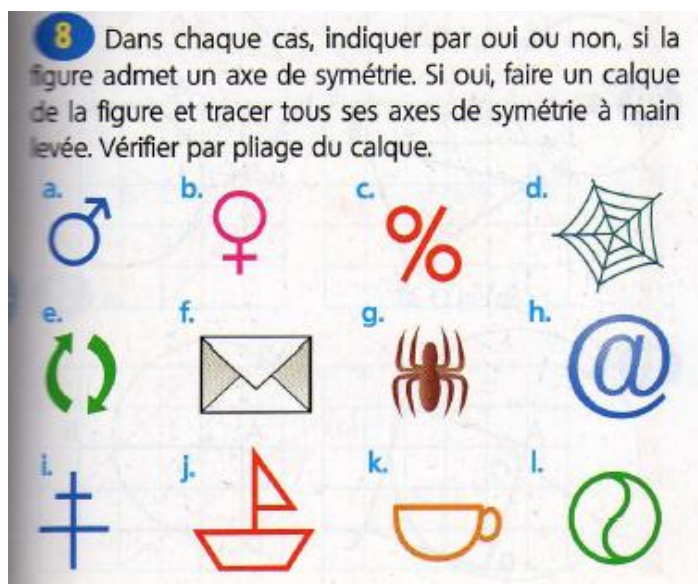 8 Dans chaque cas, indiquer par oui ou non, si la
figure admet un axe de symétrie. Si oui, faire un calque
de la figure et tracer tous ses axes de symétrie à main
levée. Vérifier par pliage du calque.
a. b. c. % d.
e. f. g. h. @
i. j. k. l.